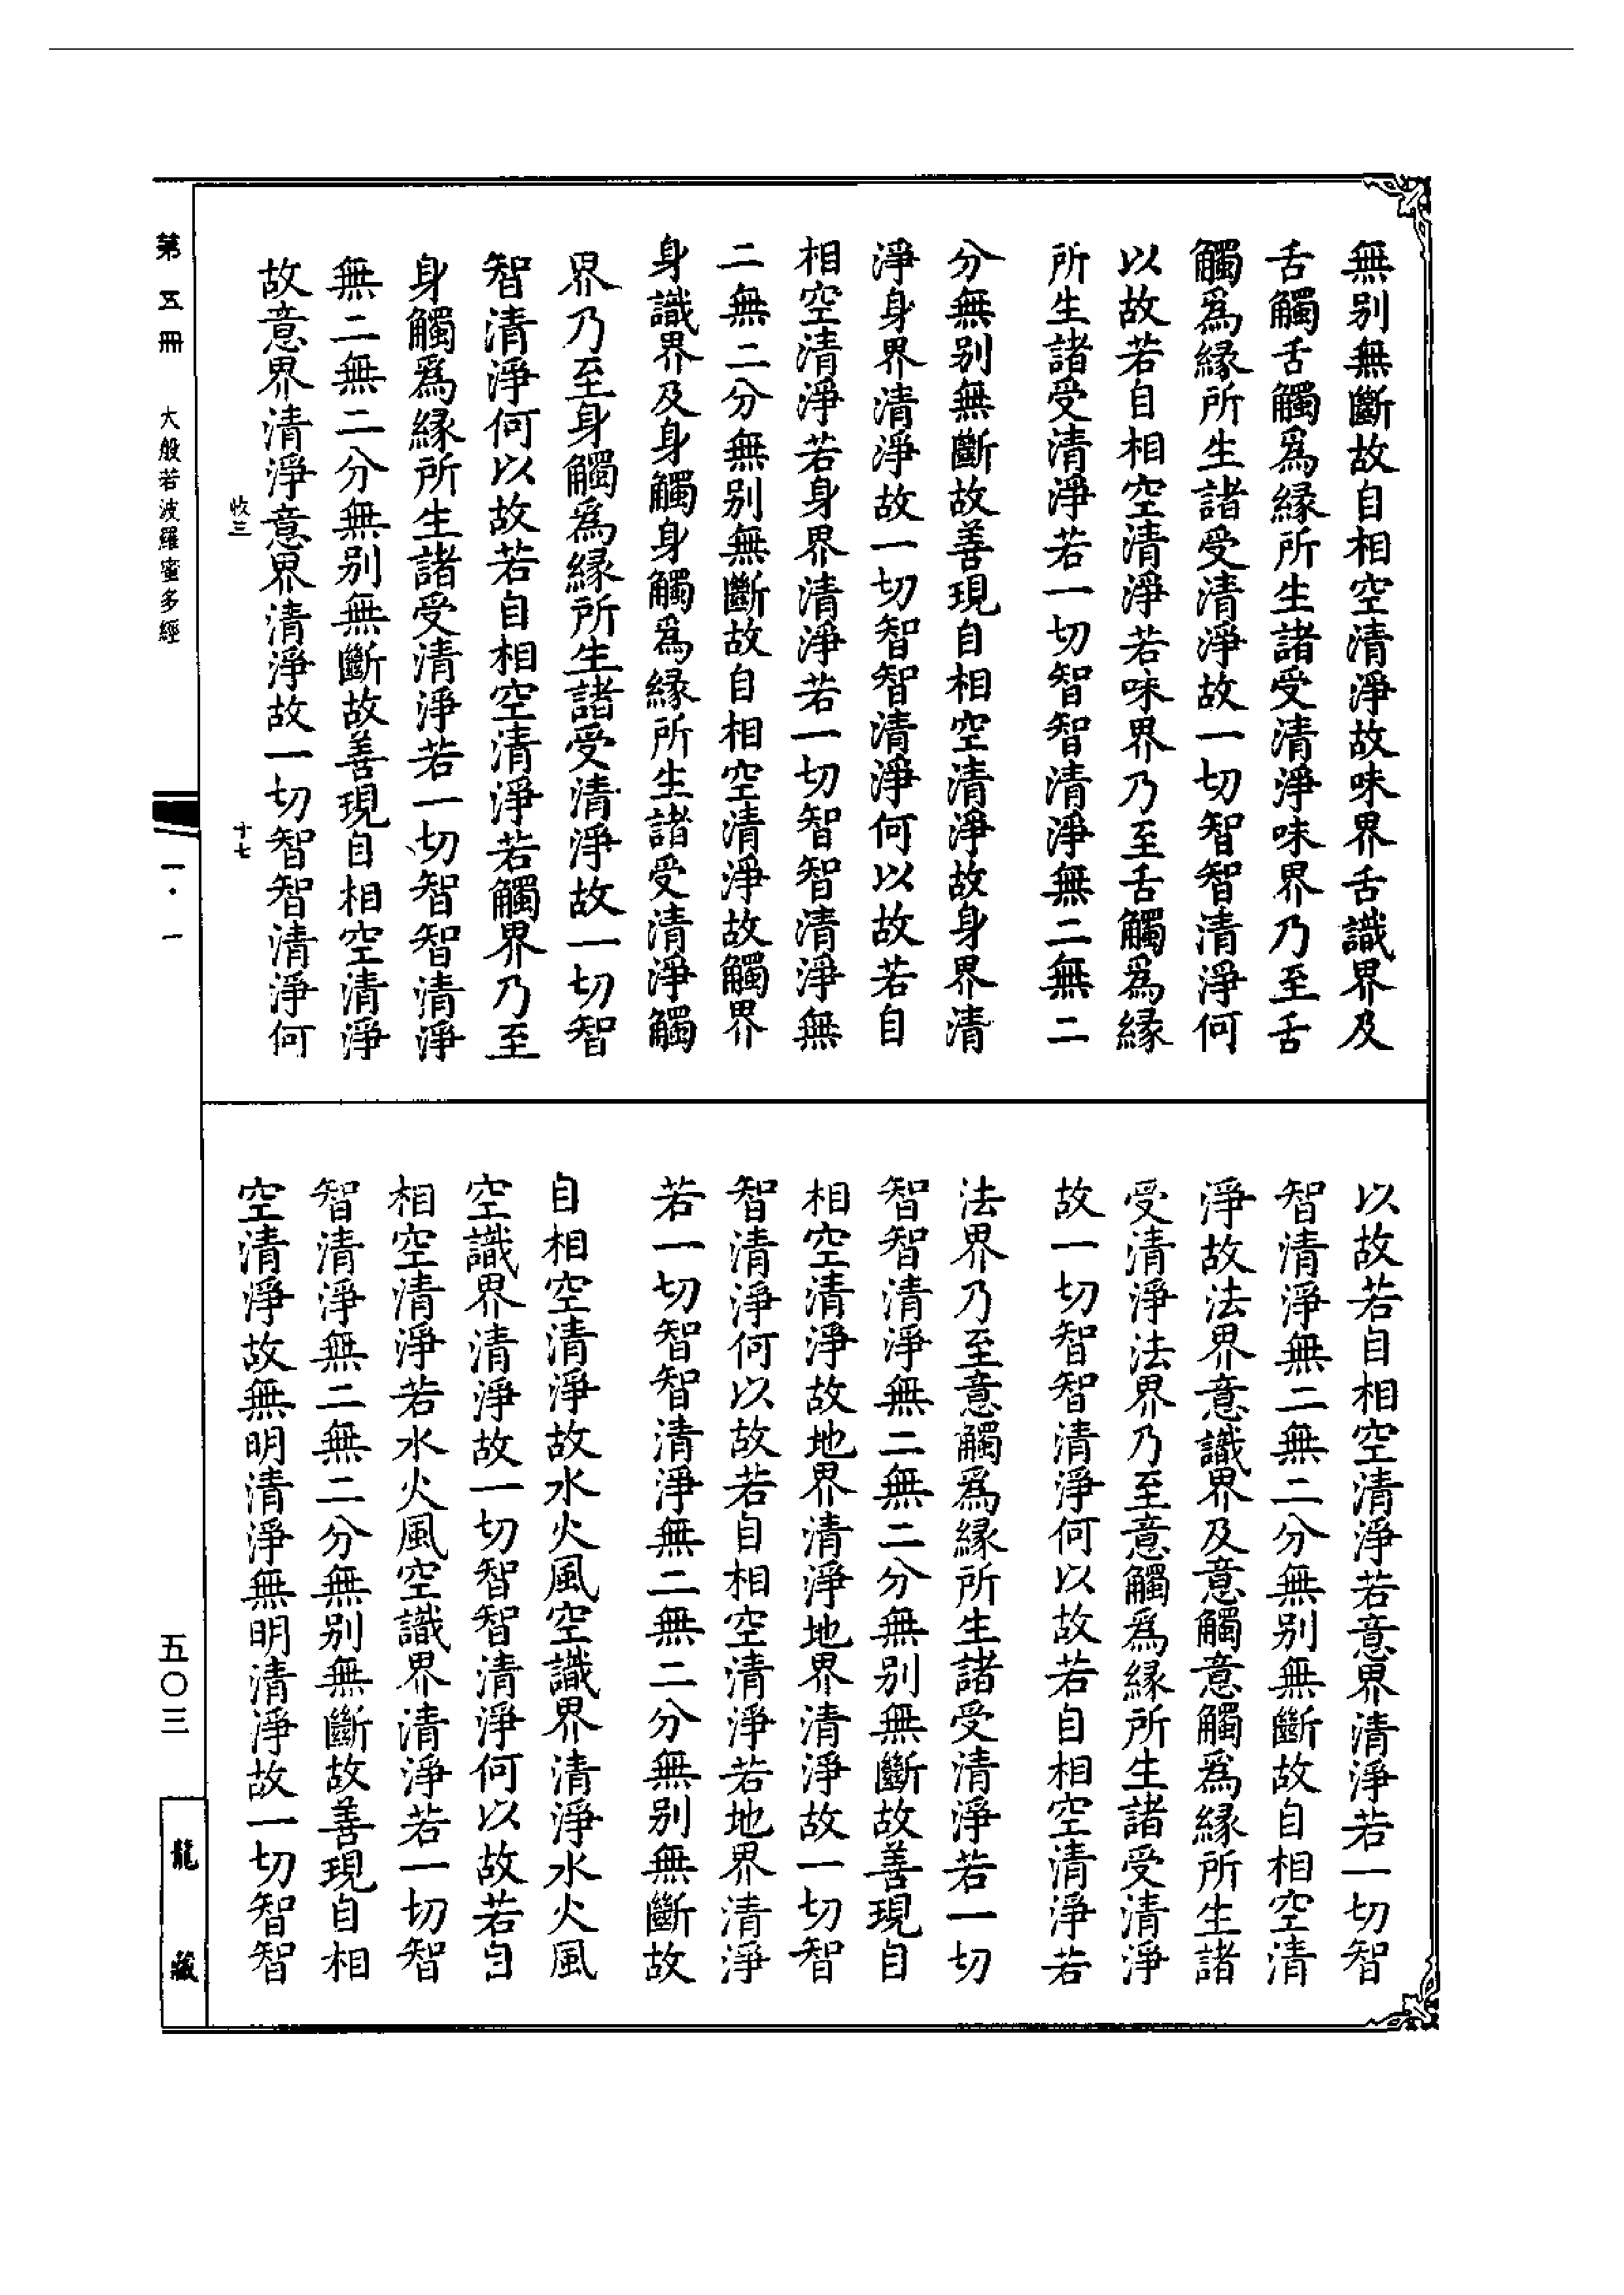 無别無斷故自相空清淨故味界舌識界及
舌觸舌觸爲縁所生諸受清淨味界乃至舌
觸爲縁所生諸受清淨故一切智智清淨何
以故若自相空清淨若味界乃至舌觸爲縁
所生諸受清淨若一切智智清淨無二無二
分無别無斷故善現自相空清淨故身界清
淨身界清淨故一切智智清淨何以故若自
相空清淨若身界清淨若一切智智清淨無
二無二分無别無斷故自相空清淨故觸界
身識界及身觸身觸爲縁所生諸受清淨觸
界乃至身觸爲縁所生諸受清淨故一切智
智清淨何以故若自相空清淨若觸界乃至
身觸爲縁所生諸受清淨若一切智智清淨
無二無二分無别無斷故善現自相空清淨
故意界清淨意界清淨故一切智智清淨何
以故若自相空清淨若意界清淨若一切智
智清淨無二無二分無别無斷故自相空清
淨故法界意識界及意觸意觸爲縁所生諸
受清淨法界乃至意觸爲縁所生諸受清淨
故一切智智清淨何以故若自相空清淨若
法界乃至意觸爲縁所生諸受清淨若一切
智智清淨無二無二分無别無斷故善現自
相空清淨故地界清淨地界清淨故一切智
智清淨何以故若自相空清淨若地界清淨
若一切智智清淨無二無二分無别無斷故
自相空清淨故水火風空識界清淨水火風
空識界清淨故一切智智清淨何以故若自
相空清淨若水火風空識界清淨若一切智
智清淨無二無二分無别無斷故善現自相
空清淨故無明清淨無明清淨故一切智智
三 十七
第五冊 大般若波羅蜜多經
一·一
五〇三
龍藏